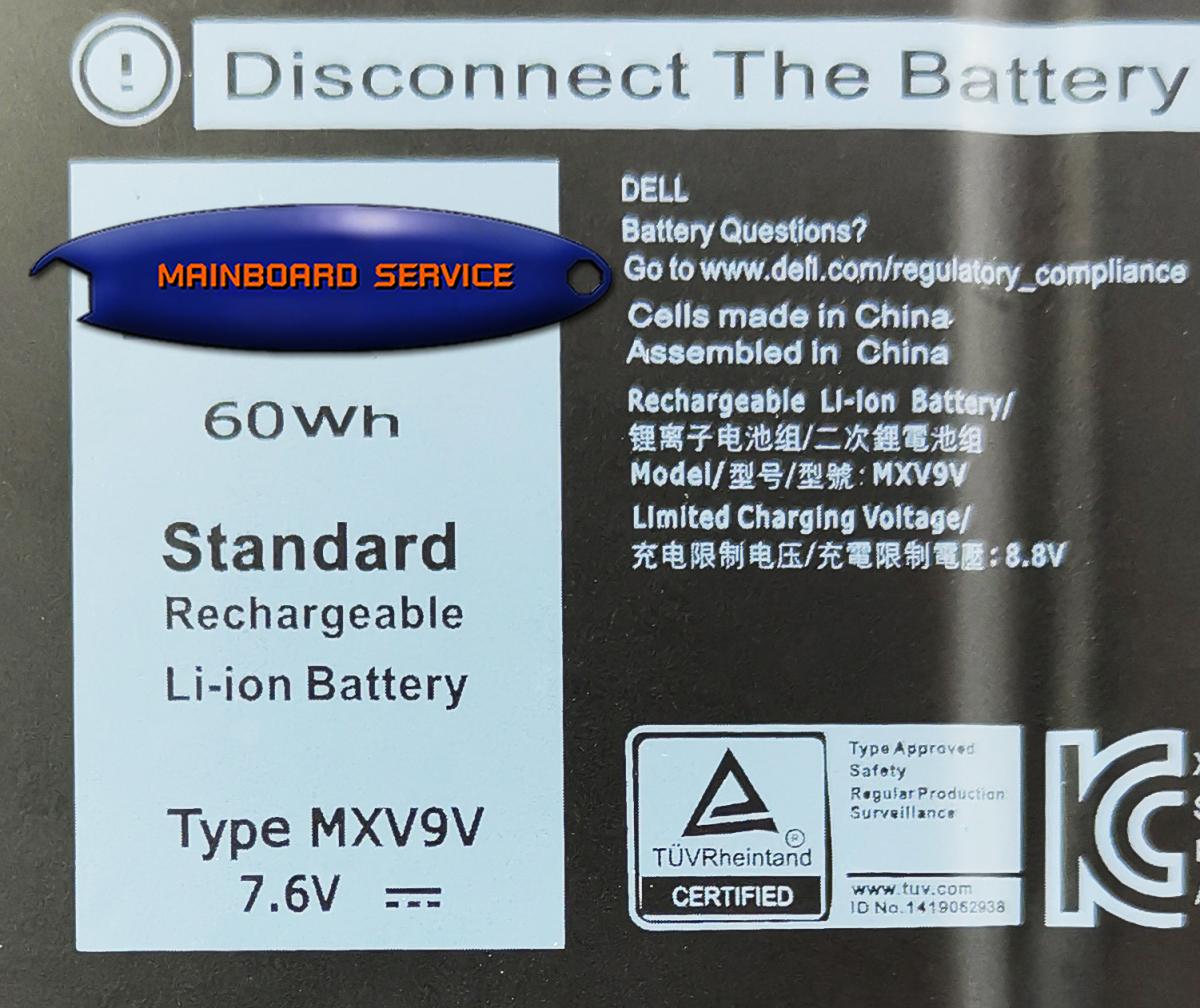 ! Disconnect The Battery
MAINBOARD SERVICE
60Wh
Standard
Rechargeable
Li-ion Battery
Type MXV9V
7.6V
DELL
Battery Questions?
Go to www.dell.com/regulatory_compliance
Cells made in China
Assembled in China
Rechargeable Li-ion Battery/
锂离子电池组/二次鋰電池组
Model/型号/型號: MXV9V
Limited Charging Voltage/
充电限制电压/充電限制電壓: 8.8V
TÜVRheintand
CERTIFIED
Type Approved
Safety
Regular Production
Surveillance
www.tuv.com
ID No. 1419062938